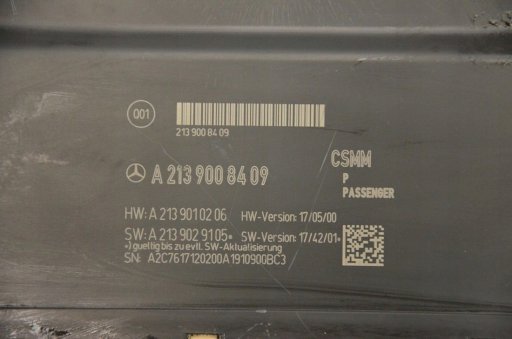 001
213 900 84 09
A 213 900 84 09
CSMM
P
PASSENGER
HW: A 213 901 02 06 HW-Version: 17/05/00
SW: A 213 902 91 05* SW-Version: 17/42/01*
*) gueltig bis zu evtl. SW-Aktualisierung
SN: A2C7617120200A1910900BC3